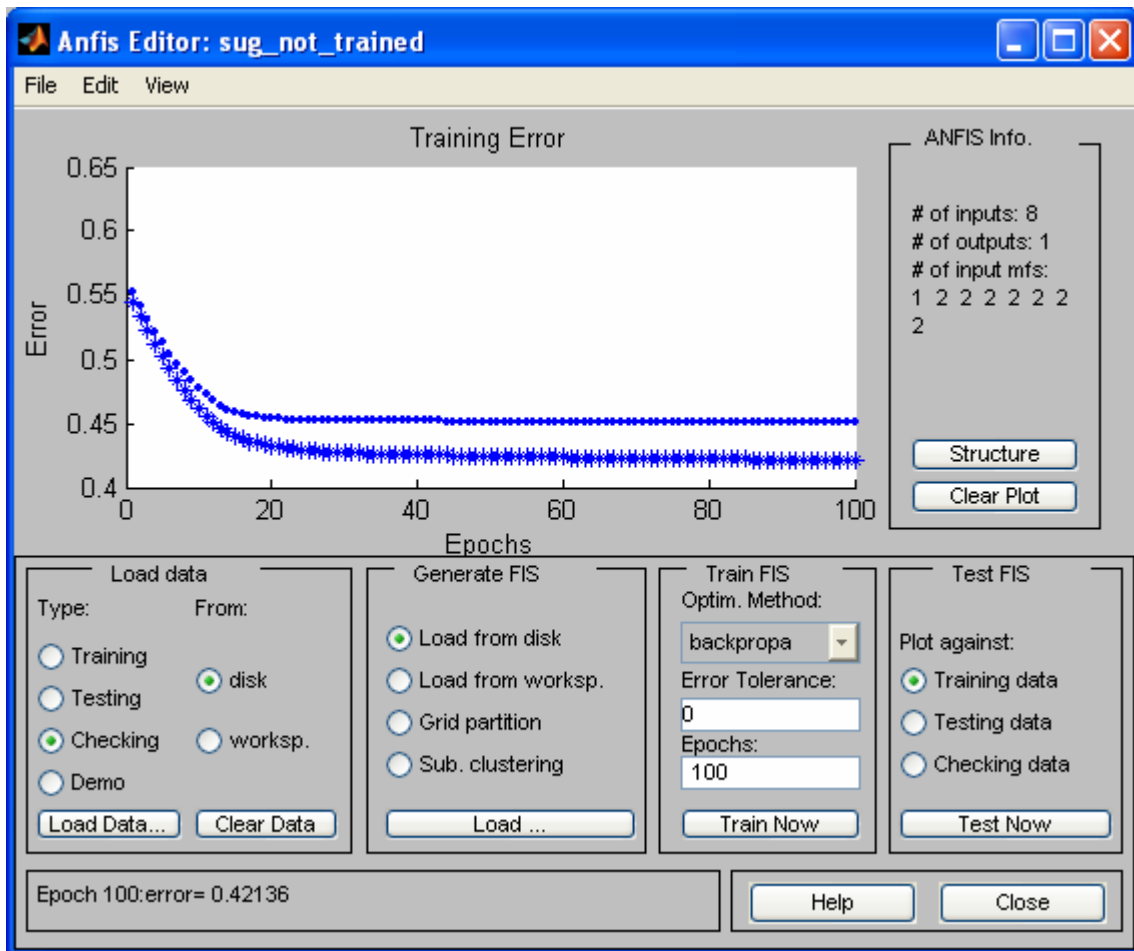 Anfis Editor: sug_not_trained
File Edit View
Training Error
0.65
0.6
0.55
0.5
0.45
0.4
Error
0 20 40 60 80 100
Epochs
ANFIS Info.
# of inputs: 8
# of outputs: 1
# of input mfs:
1 2 2 2 2 2 2
2
Structure
Clear Plot
Load data
Type: From:
Training
Testing
Checking
Demo
disk
worksp.
Load Data... Clear Data
Generate FIS
Load from disk
Load from worksp.
Grid partition
Sub. clustering
Load ...
Train FIS
Optim. Method:
backpropa
Error Tolerance:
0
Epochs:
100
Train Now
Test FIS
Plot against:
Training data
Testing data
Checking data
Test Now
Epoch 100:error= 0.42136
Help Close